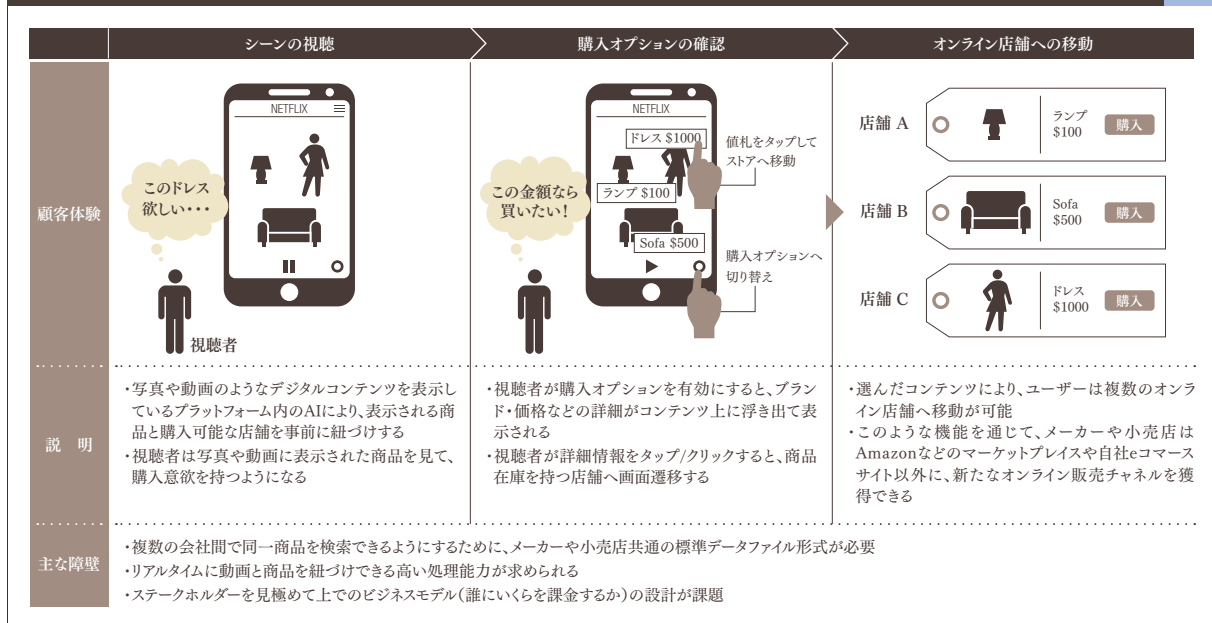 シーンの視聴
購入オプションの確認
オンライン店舗への移動
顧客体験
NETFLIX
このドレス
欲しい・・・
視聴者
NETFLIX
ドレス $1000
ランプ $100
Sofa $500
この金額なら
買いたい！
値札をタップして
ストアへ移動
購入オプションへ
切り替え
店舗 A
ランプ
$100
購入
店舗 B
Sofa
$500
購入
店舗 C
ドレス
$1000
購入
説 明
・写真や動画のようなデジタルコンテンツを表示し
ているプラットフォーム内のAIにより、表示される商
品と購入可能な店舗を事前に紐づけする
・視聴者は写真や動画に表示された商品を見て、
購入意欲を持つようになる
・視聴者が購入オプションを有効にすると、ブラン
ド・価格などの詳細がコンテンツ上に浮き出て表
示される
・視聴者が詳細情報をタップ/クリックすると、商品
在庫を持つ店舗へ画面遷移する
・選んだコンテンツにより、ユーザーは複数のオンラ
イン店舗へ移動が可能
・このような機能を通じて、メーカーや小売店は
Amazonなどのマーケットプレイスや自社eコマース
サイト以外に、新たなオンライン販売チャネルを獲
得できる
主な障壁
・複数の会社間で同一商品を検索できるようにするために、メーカーや小売店共通の標準データファイル形式が必要
・リアルタイムに動画と商品を紐づけできる高い処理能力が求められる
・ステークホルダーを見極めて上でのビジネスモデル（誰にいくらを課金するか）の設計が課題